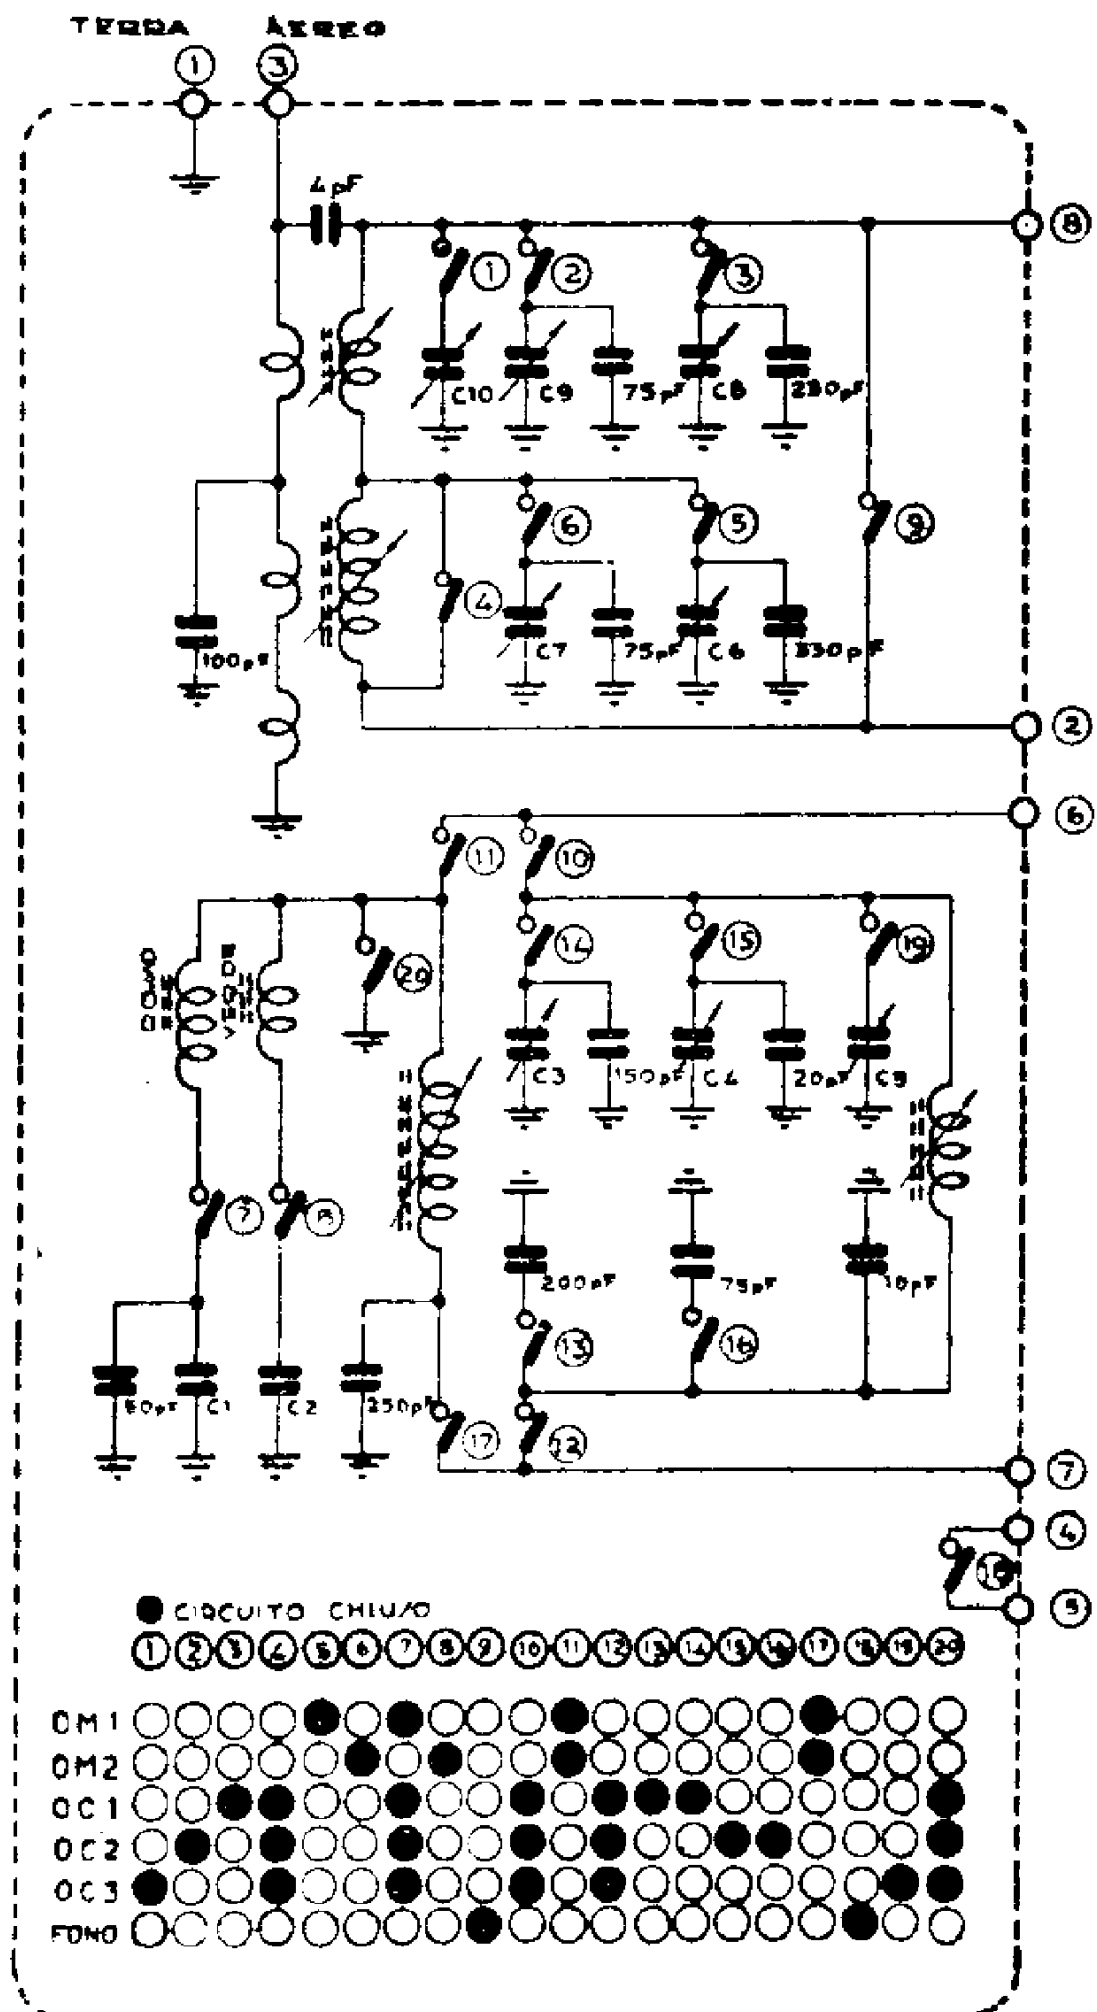 TERRA AEREO
1 3
4pF
8
1 2 3
C10 C9 75pF C8 230pF
6 5 9
4
100pF C7 75pF C6 330pF
2
6
11 10
14 15 19
20
ROSSO VERDE
C3 150pF C4 20pF C5
7 8
200pF 75pF 10pF
13 16
C1 C2 250pF
17 12
7
4
18
5
CIRCUITO CHIUSO
1 2 3 4 5 6 7 8 9 10 11 12 13 14 15 16 17 18 19 20
OM1
OM2
OC1
OC2
OC3
FONO